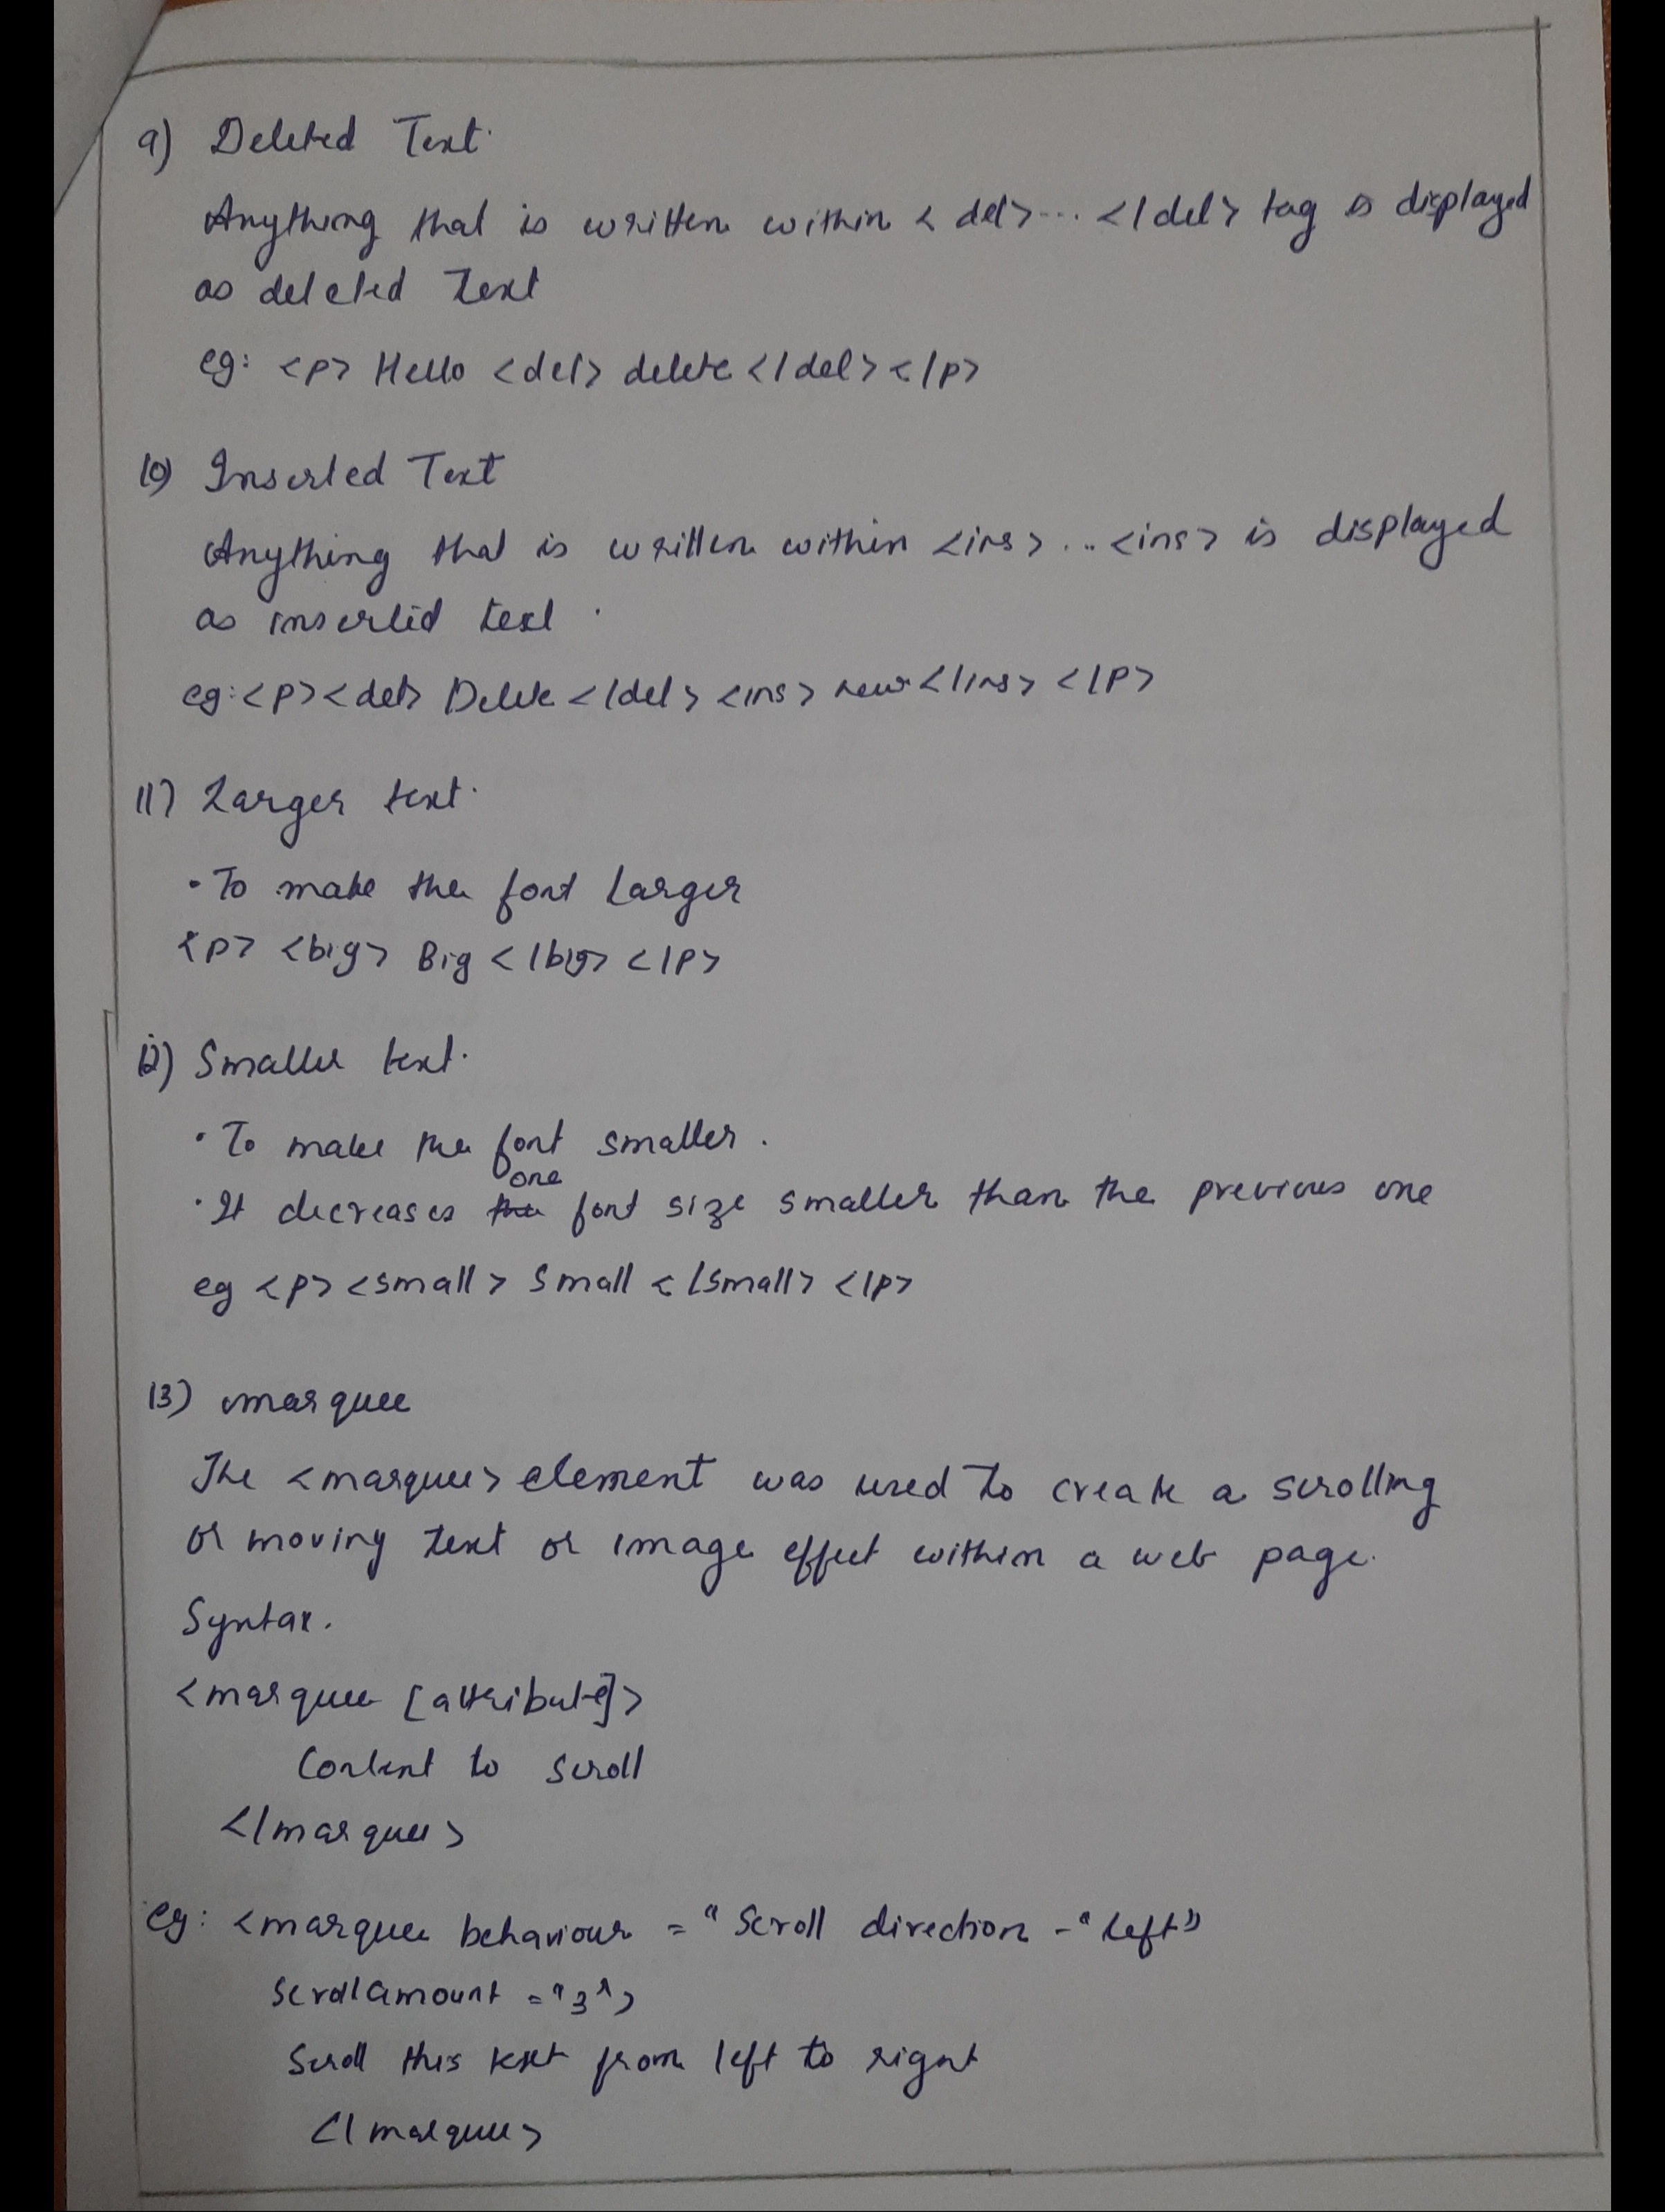 9) Deleted Text.
Anything that is written within <del>... </del> tag is displayed
as deleted text
eg: <p> Hello <del> delete </del> </p>
10) Inserted Text
Anything that is written within <ins> ... <ins> is displayed
as inserted text.
eg: <p> <del> Delete </del> <ins> new </ins> </p>
11) Larger text.
• To make the font larger
<p> <big> Big </big> </p>
12) Smaller text.
• To make the font smaller.
one
• It decreases the font size smaller than the previous one
eg <p> <small> Small </small> </p>
13) marquee
The <marquee> element was used to create a scrolling
or moving text or image effect within a web page.
Syntax.
<marquee [attribute]>
Content to scroll
</marquee>
eg: <marquee behaviour = "Scroll direction - "left"
scrollamount = "3">
Scroll this text from left to right
</marquee>